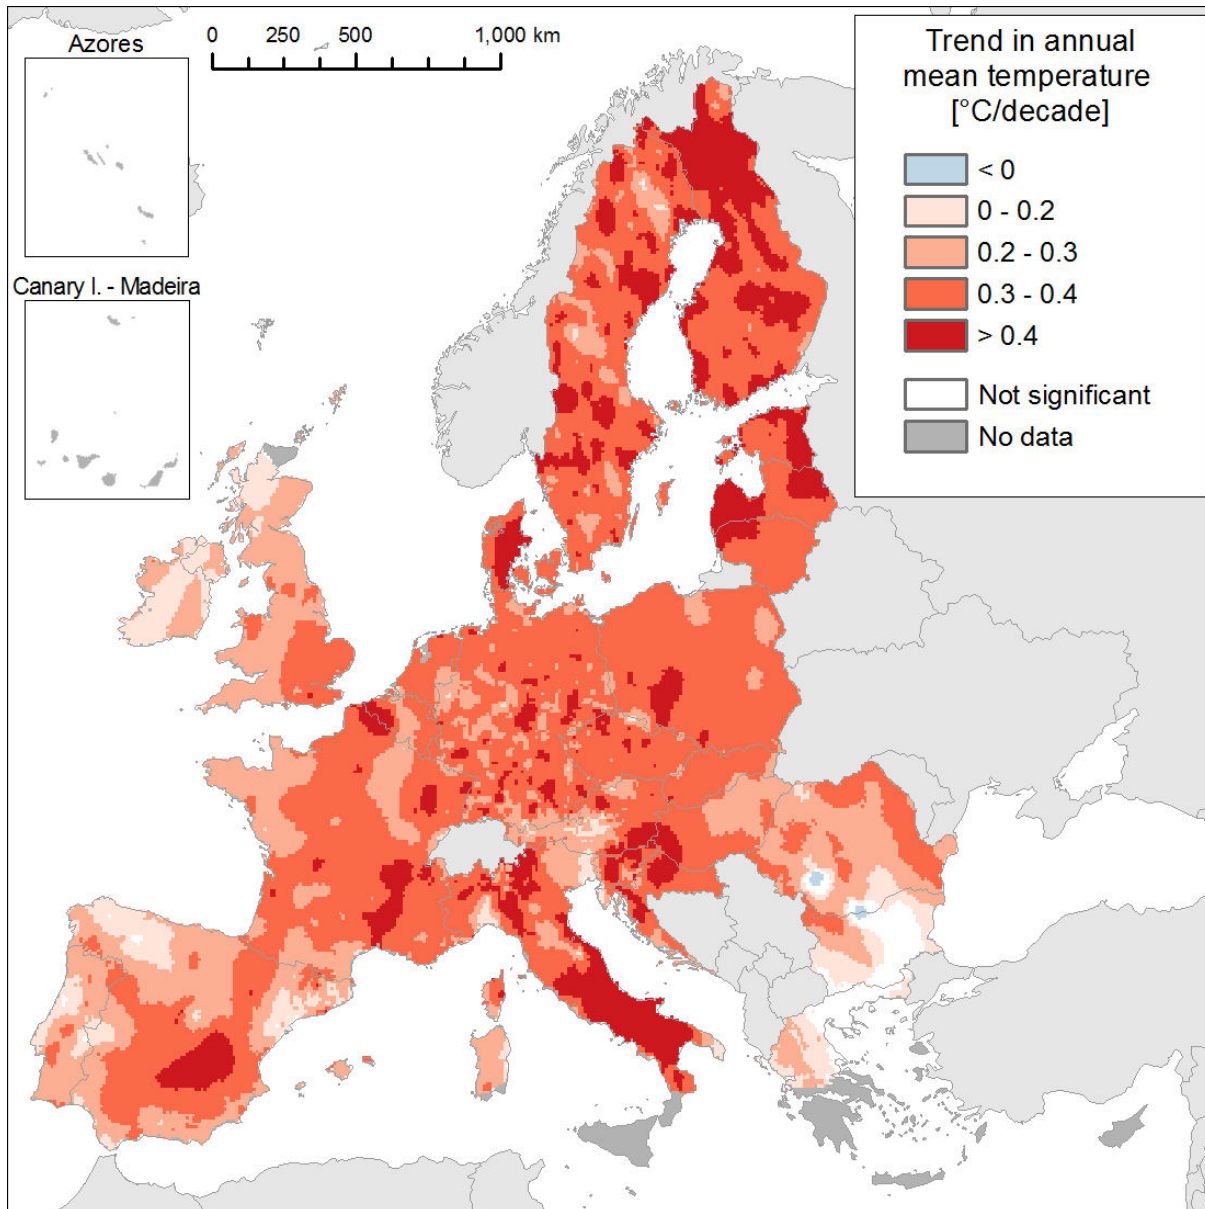 Azores
0 250 500 1,000 km
Canary I. - Madeira
Trend in annual
mean temperature
[°C/decade]
< 0
0 - 0.2
0.2 - 0.3
0.3 - 0.4
> 0.4
Not significant
No data